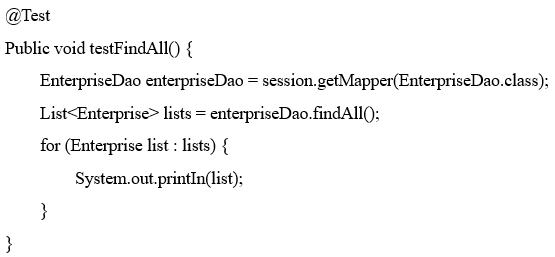 @Test
Public void testFindAll() {
EnterpriseDao enterpriseDao = session.getMapper(EnterpriseDao.class);
List<Enterprise> lists = enterpriseDao.findAll();
for (Enterprise list : lists) {
System.out.printIn(list);
}
}